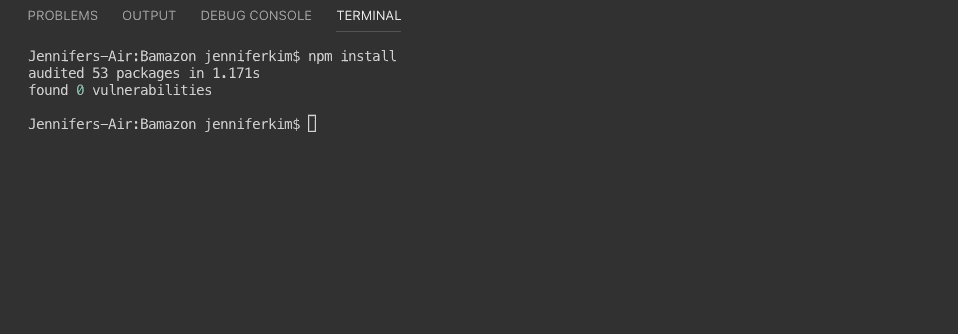 PROBLEMS OUTPUT DEBUG CONSOLE TERMINAL
Jennifers-Air:Bamazon jenniferkim$ npm install
audited 53 packages in 1.171s
found 0 vulnerabilities
Jennifers-Air:Bamazon jenniferkim$